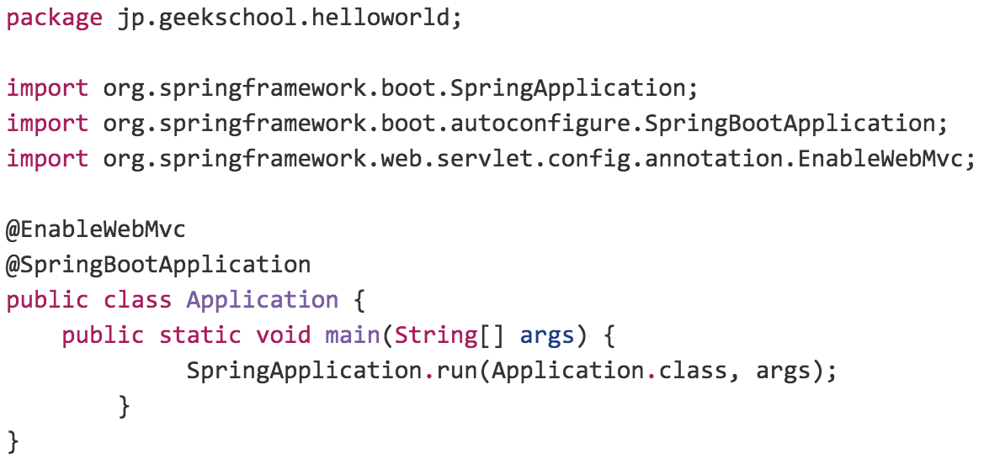 package jp.geekschool.helloworld;

import org.springframework.boot.SpringApplication;
import org.springframework.boot.autoconfigure.SpringBootApplication;
import org.springframework.web.servlet.config.annotation.EnableWebMvc;

@EnableWebMvc
@SpringBootApplication
public class Application {
    public static void main(String[] args) {
             SpringApplication.run(Application.class, args);
        }
}